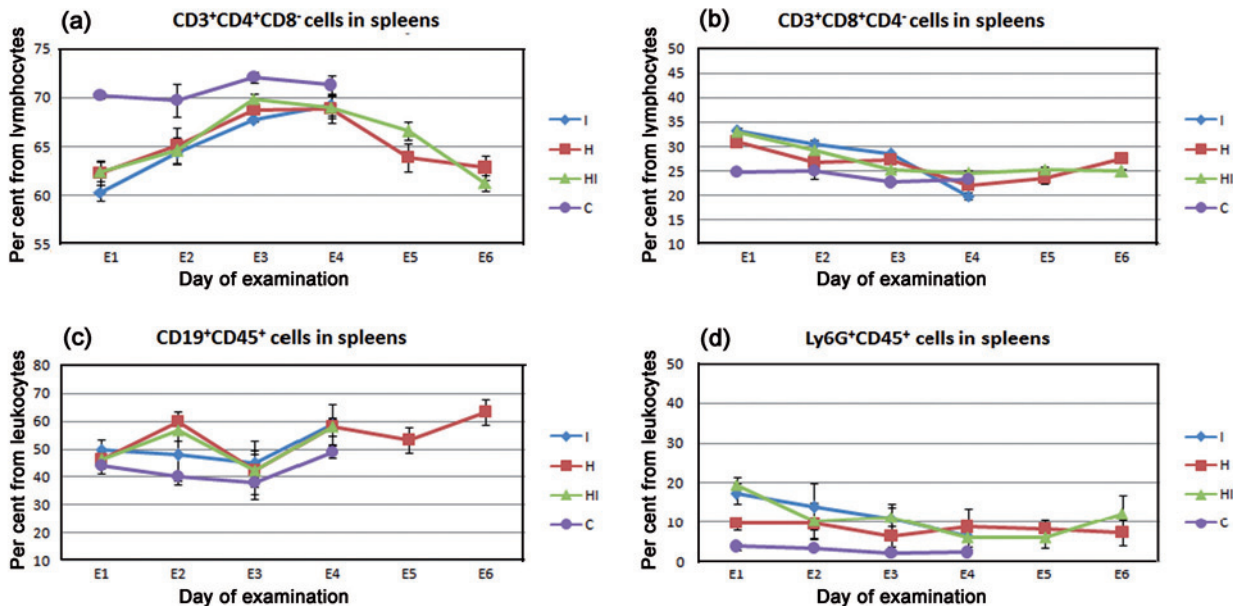 (a)
CD3⁺CD4⁺CD8⁻ cells in spleens
Per cent from lymphocytes
75
70
65
60
55
E1 E2 E3 E4 E5 E6
Day of examination
I
H
HI
C
(b)
CD3⁺CD8⁺CD4⁻ cells in spleens
Per cent from lymphocytes
50
45
40
35
30
25
20
15
10
E1 E2 E3 E4 E5 E6
Day of examination
I
H
HI
C
(c)
CD19⁺CD45⁺ cells in spleens
Per cent from leukocytes
80
70
60
50
40
30
20
10
E1 E2 E3 E4 E5 E6
Day of examination
I
H
HI
C
(d)
Ly6G⁺CD45⁺ cells in spleens
Per cent from leukocytes
50
40
30
20
10
0
E1 E2 E3 E4 E5 E6
Day of examination
I
H
HI
C